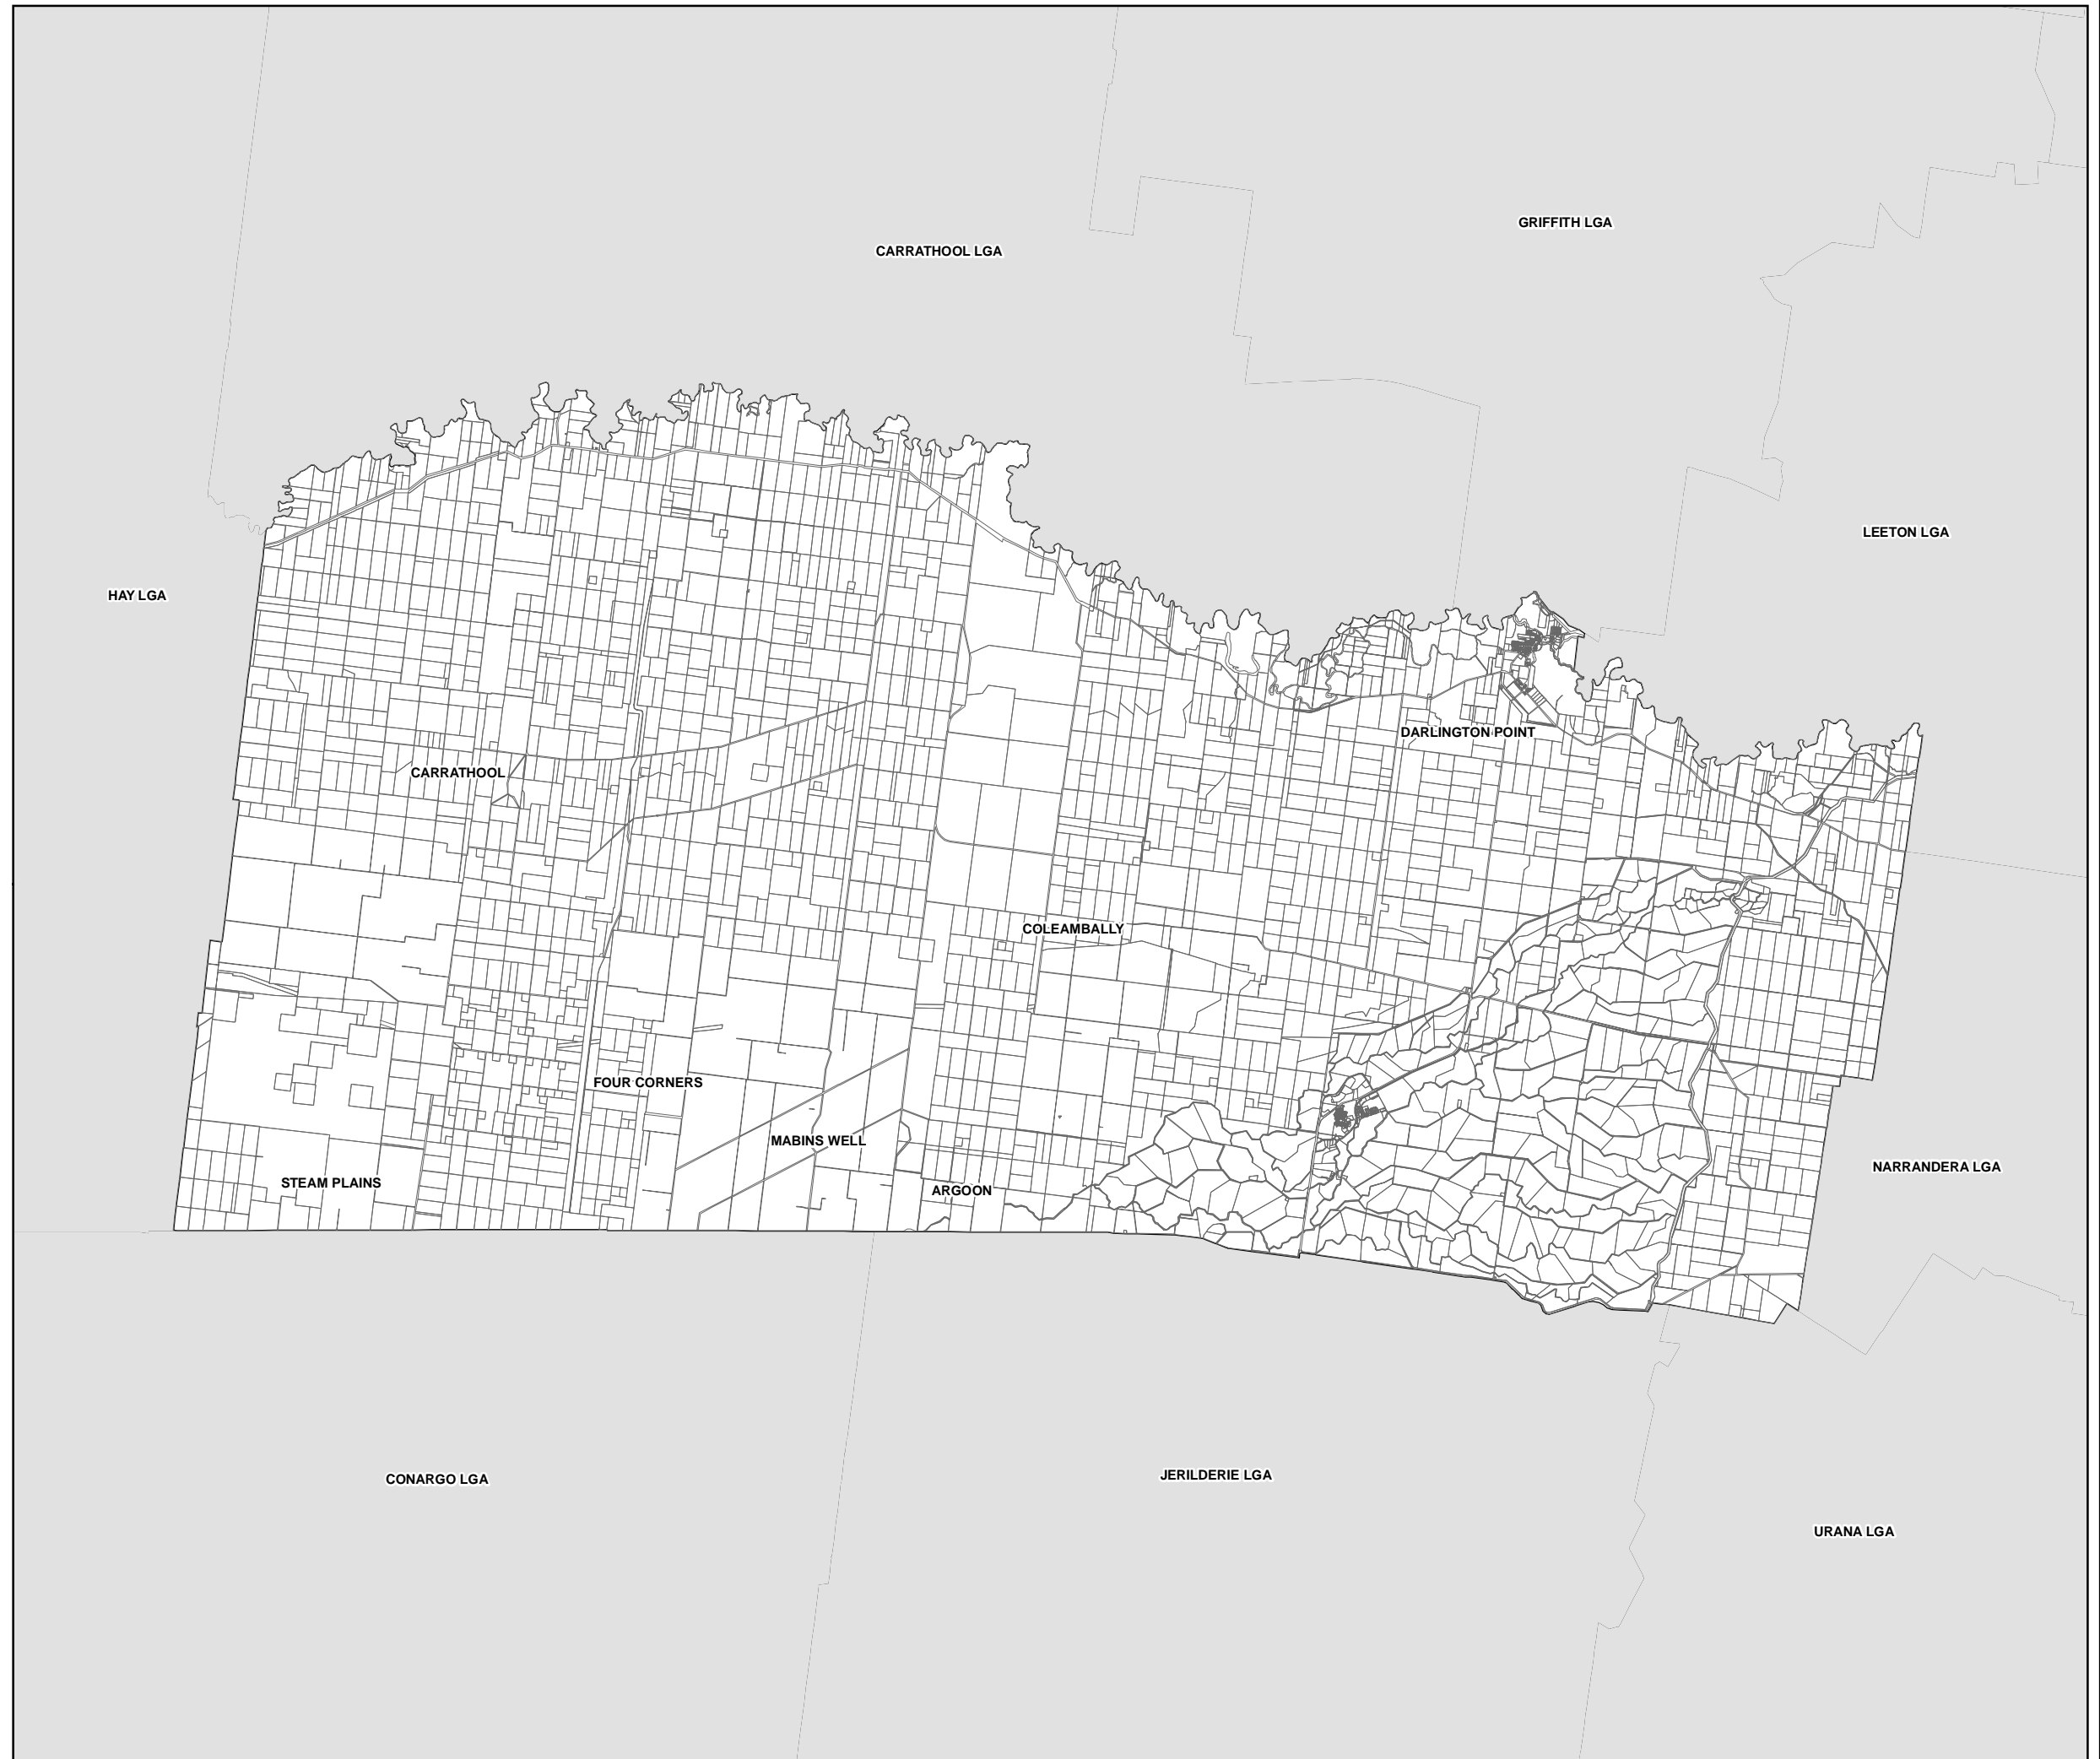 GRIFFITH LGA
CARRATHOOL LGA
LEETON LGA
HAY LGA
DARLINGTON POINT
CARRATHOOL
COLEAMBALLY
FOUR CORNERS
MABINS WELL
NARRANDERA LGA
STEAM PLAINS
ARGOON
JERILDERIE LGA
CONARGO LGA
URANA LGA